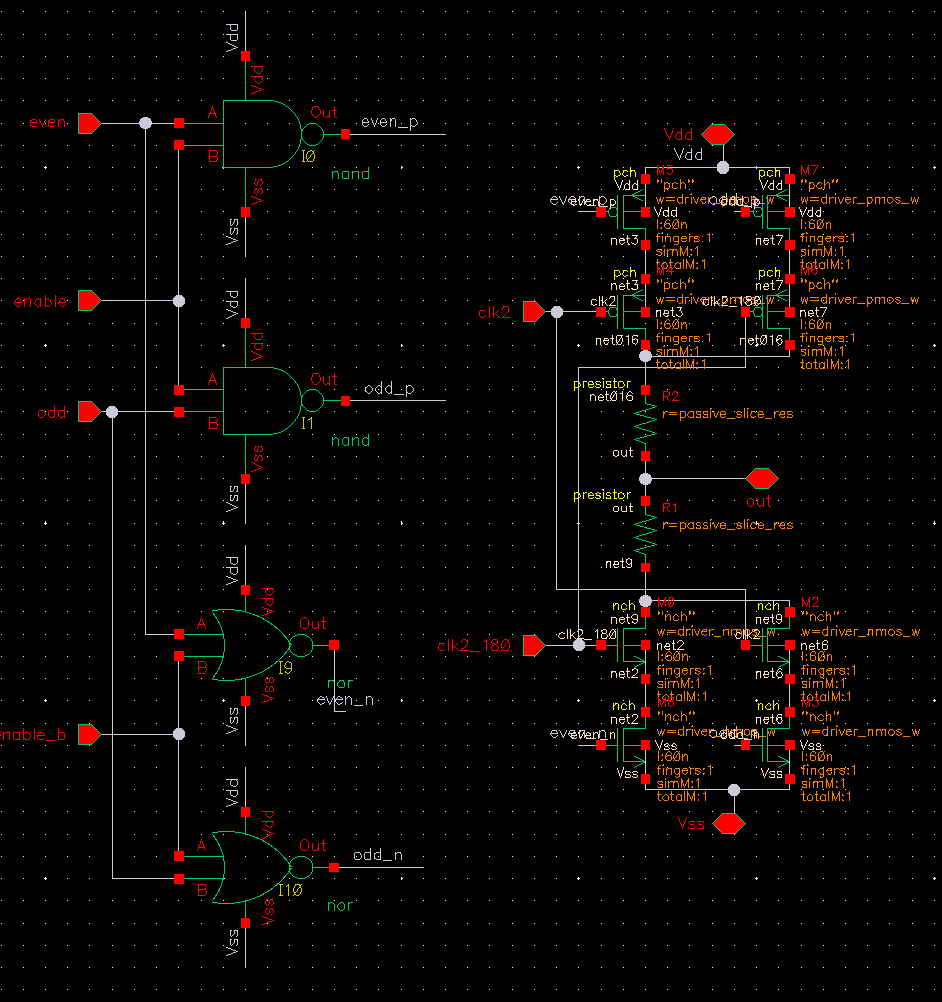 Vdd
Vdd
even
A
B
Out
even_p
I0
nand
Vss
Vss
enable
Vdd
Vdd
odd
A
B
Out
odd_p
I1
nand
Vss
Vss
Vdd
Vdd
A
B
Out
I9
nor
even_n
Vss
Vss
enable_b
Vdd
Vdd
A
B
Out
odd_n
I10
nor
Vss
Vss
Vdd
Vdd
pch
M5
Vdd
"pch"
even_p
Vdd
l:60n
net3
fingers:1
simM:1
totalM:1
pch
M7
Vdd
"pch"
w=driver_pmos_w
odd_p
Vdd
l:60n
net7
fingers:1
simM:1
totalM:1
clk2
pch
M4
net3
"pch"
clk2
net3
l:60n
net016
fingers:1
simM:1
totalM:1
pch
net7
"pch"
w=driver_pmos_w
clk2_180
net7
l:60n
net016
fingers:1
simM:1
totalM:1
presistor
net016
R2
r=passive_slice_res
out
out
presistor
out
R1
r=passive_slice_res
net9
clk2_180
nch
net9
"nch"
clk2_180
net2
l:60n
net2
fingers:1
simM:1
totalM:1
nch
M2
net9
"nch"
w=driver_nmos_w
clk2
net6
l:60n
net6
fingers:1
simM:1
totalM:1
nch
net2
"nch"
even_n
Vss
l:60n
Vss
fingers:1
simM:1
totalM:1
nch
M3
net6
"nch"
w=driver_nmos_w
odd_n
Vss
l:60n
Vss
fingers:1
simM:1
totalM:1
Vss